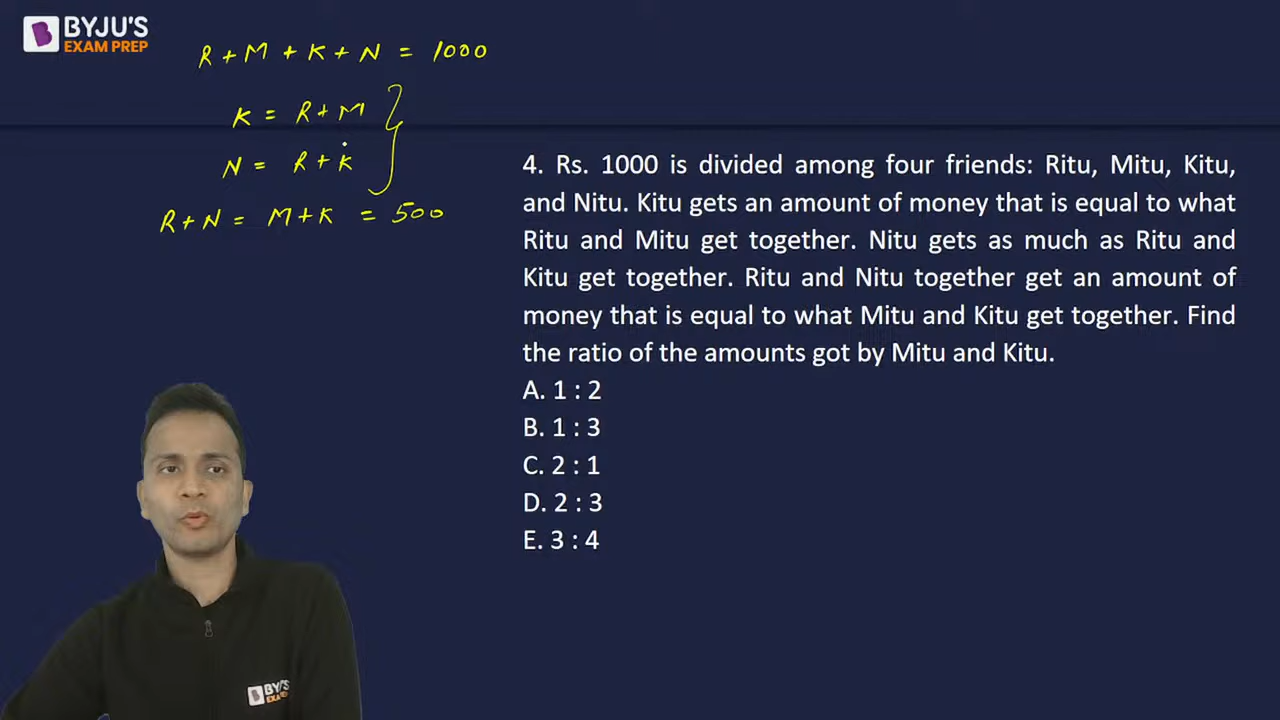 BYJU'S
EXAM PREP
R + M + K + N = 1000
K = R + M
N = R + K
R + N = M + K = 500
4. Rs. 1000 is divided among four friends: Ritu, Mitu, Kitu,
and Nitu. Kitu gets an amount of money that is equal to what
Ritu and Mitu get together. Nitu gets as much as Ritu and
Kitu get together. Ritu and Nitu together get an amount of
money that is equal to what Mitu and Kitu get together. Find
the ratio of the amounts got by Mitu and Kitu.
A. 1 : 2
B. 1 : 3
C. 2 : 1
D. 2 : 3
E. 3 : 4
BYJU'S